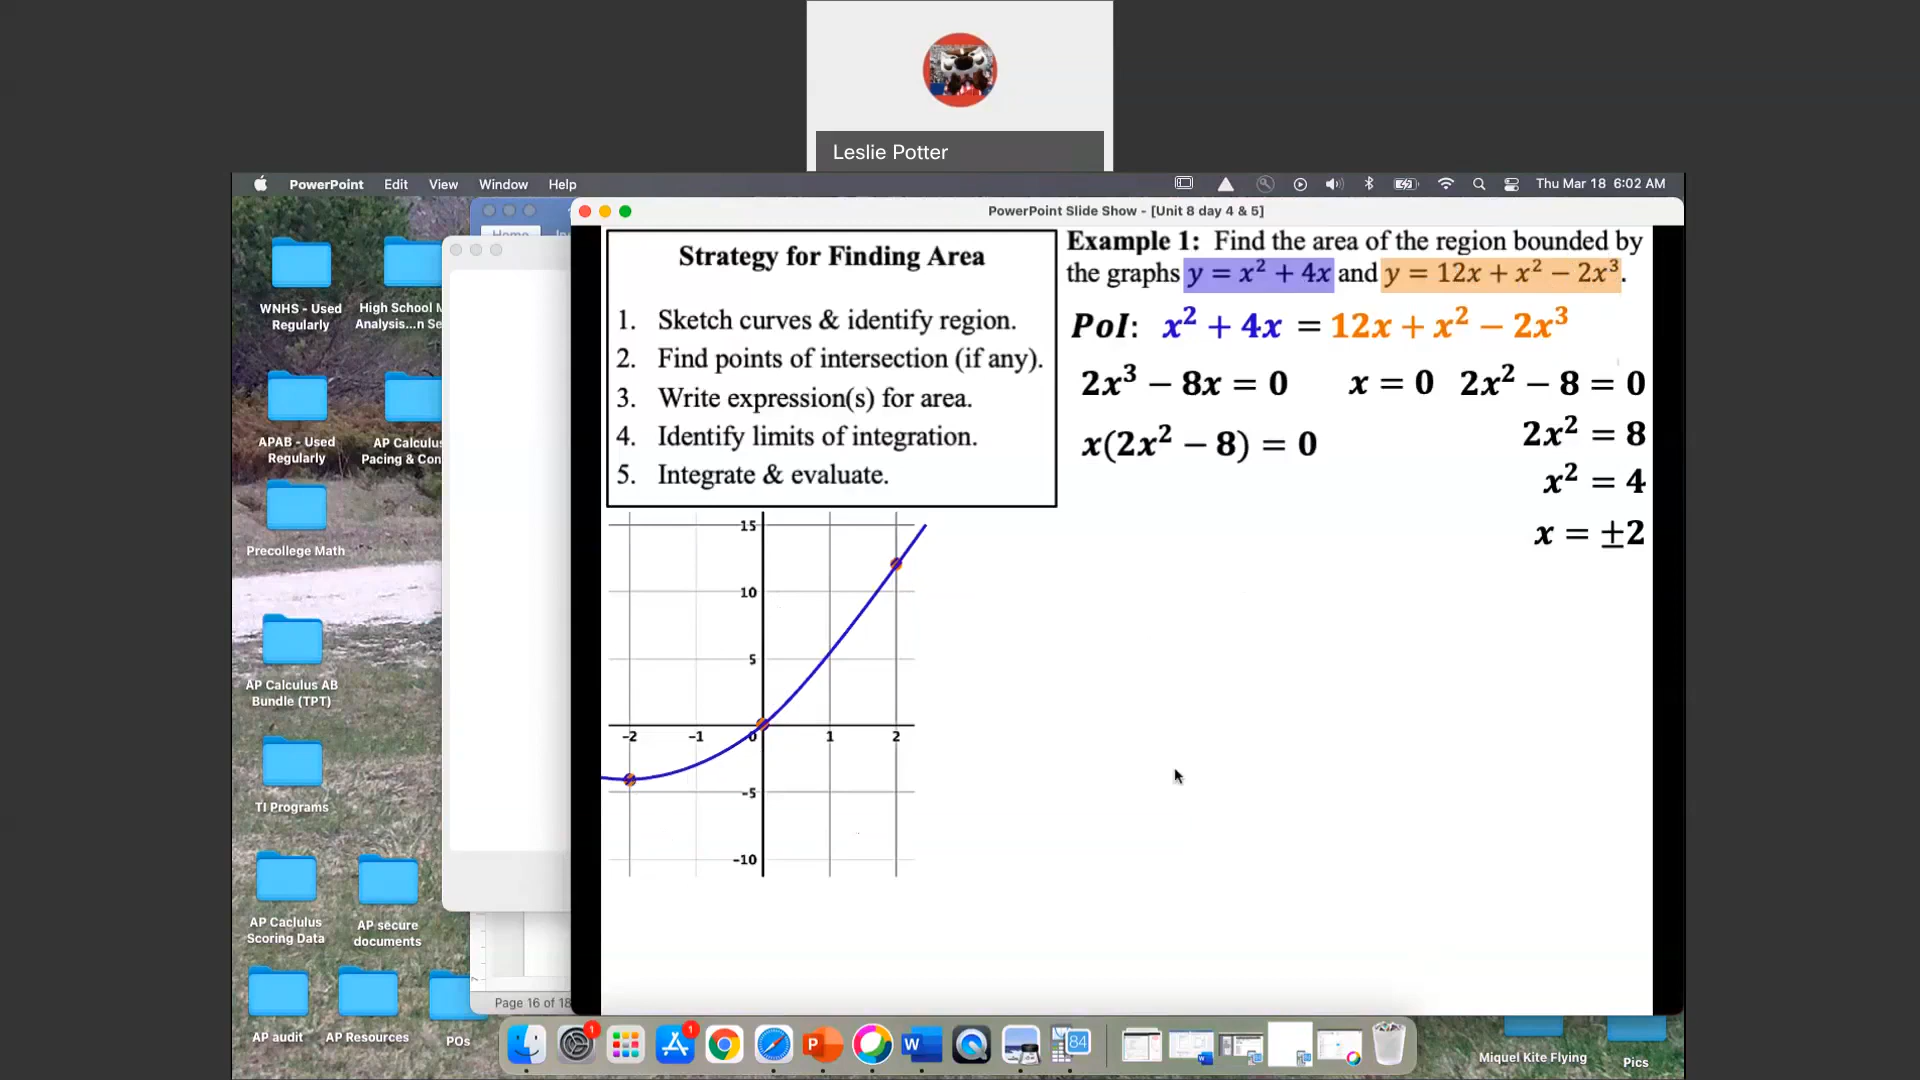 Leslie Potter
PowerPoint Edit View Window Help
Thu Mar 18 6:02 AM
PowerPoint Slide Show - [Unit 8 day 4 & 5]
Home
Strategy for Finding Area
1. Sketch curves & identify region.
2. Find points of intersection (if any).
3. Write expression(s) for area.
4. Identify limits of integration.
5. Integrate & evaluate.
Example 1: Find the area of the region bounded by
the graphs y = x² + 4x and y = 12x + x² − 2x³.
PoI: x² + 4x = 12x + x² − 2x³
2x³ − 8x = 0 x = 0 2x² − 8 = 0
x(2x² − 8) = 0
2x² = 8
x² = 4
x = ±2
15
10
5
-2 -1 0 1 2
-5
-10
WNHS - Used
Regularly
High School M
Analysis...n Se
APAB - Used
Regularly
AP Calculus
Pacing & Con
Precollege Math
AP Calculus AB
Bundle (TPT)
TI Programs
AP Caclulus
Scoring Data
AP secure
documents
AP audit
AP Resources
POs
Page 16 of 18
Miquel Kite Flying
Pics
1
1
P
W
84